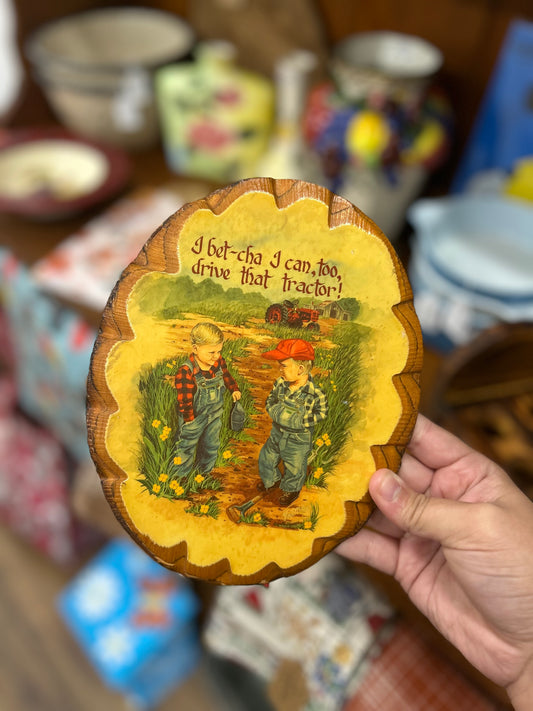 I bet-cha I can, too,
drive that tractor!